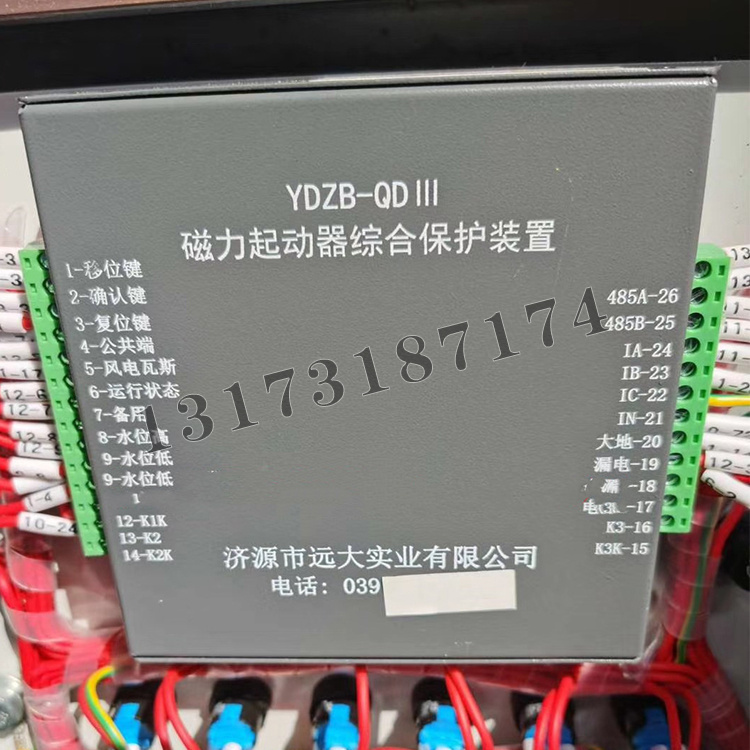 YDZB-QDⅢ
磁力起动器综合保护装置
1-移位键
2-确认键
3-复位键
4-公共端
5-风电瓦斯
6-运行状态
7-备用
8-水位高
9-水位低
9-水位低
1
12-K1K
13-K2
14-K2K
485A-26
485B-25
IA-24
IB-23
IC-22
IN-21
大地-20
漏电-19
-18
-17
K3-16
K3K-15
济源市远大实业有限公司
电话: 039
13173187174
1-4
10-24